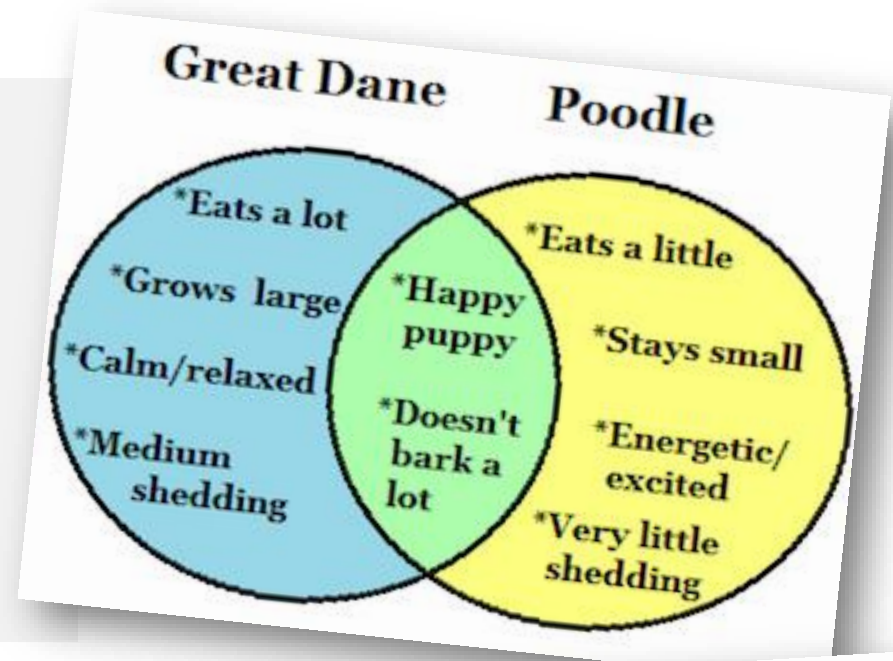 Great Dane
Poodle
*Eats a lot
*Grows large
*Calm/relaxed
*Medium
shedding
*Happy
puppy
*Doesn't
bark a
lot
*Eats a little
*Stays small
*Energetic/
excited
*Very little
shedding